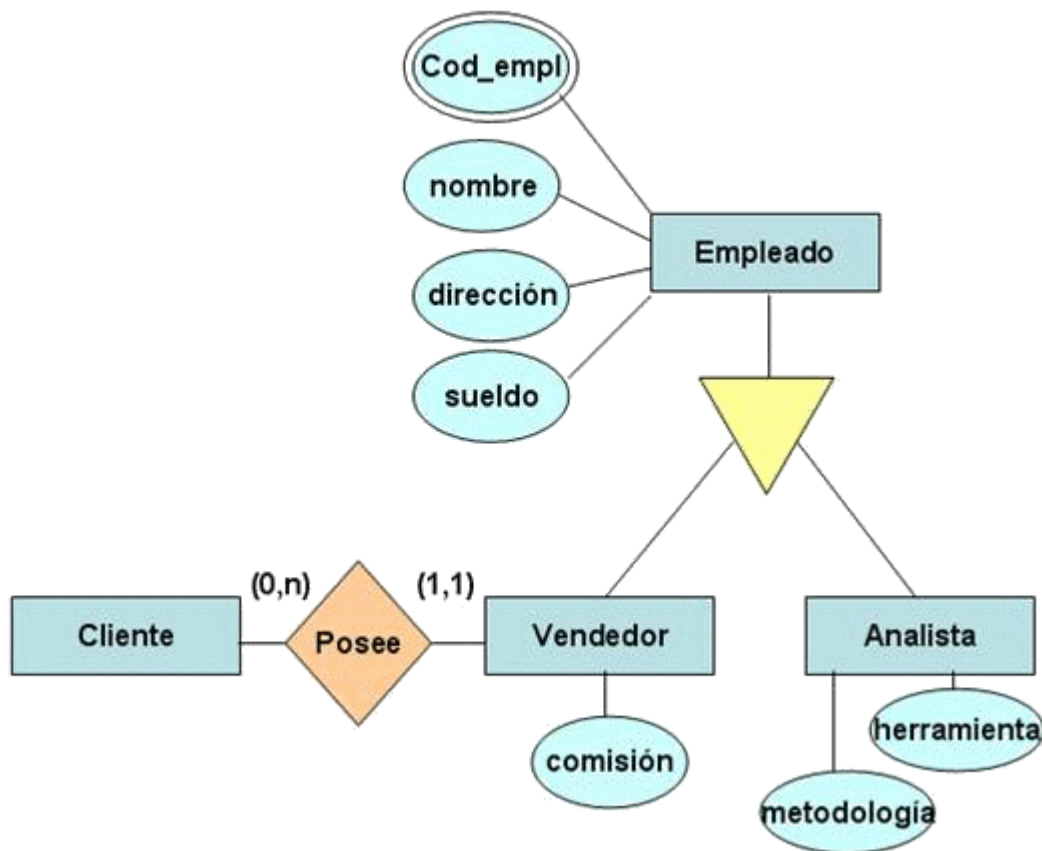 Cod_empl
nombre
Empleado
dirección
sueldo
(0,n)
(1,1)
Cliente
Posee
Vendedor
Analista
comisión
herramienta
metodología